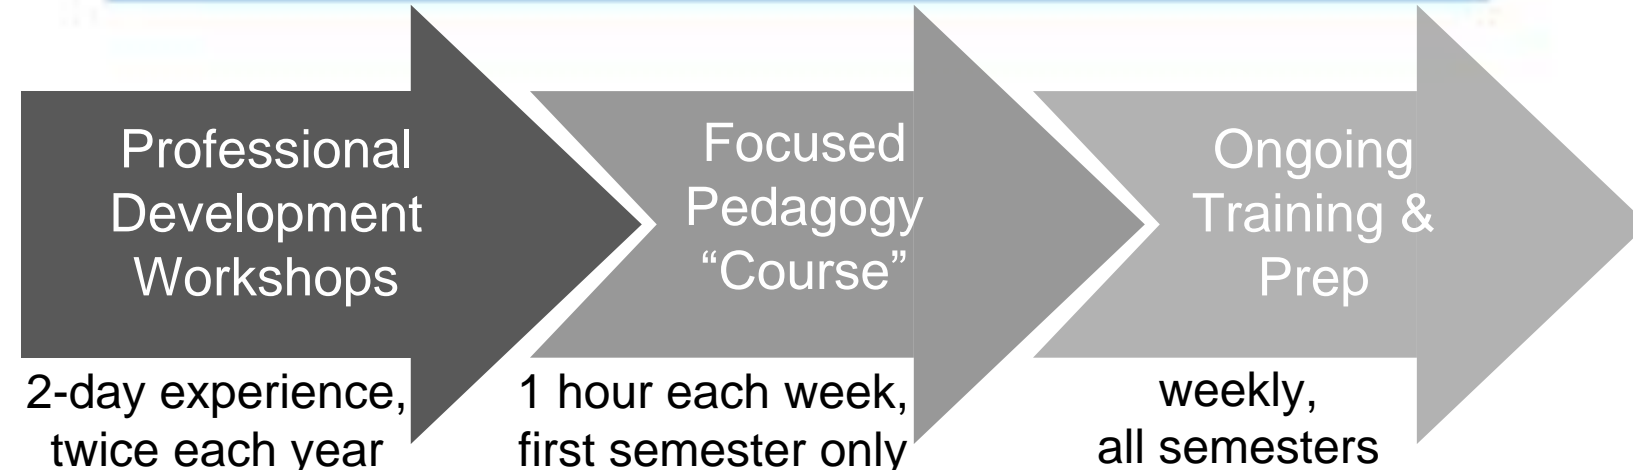 Professional
Development
Workshops
2-day experience,
twice each year
Focused
Pedagogy
“Course”
1 hour each week,
first semester only
Ongoing
Training &
Prep
weekly,
all semesters